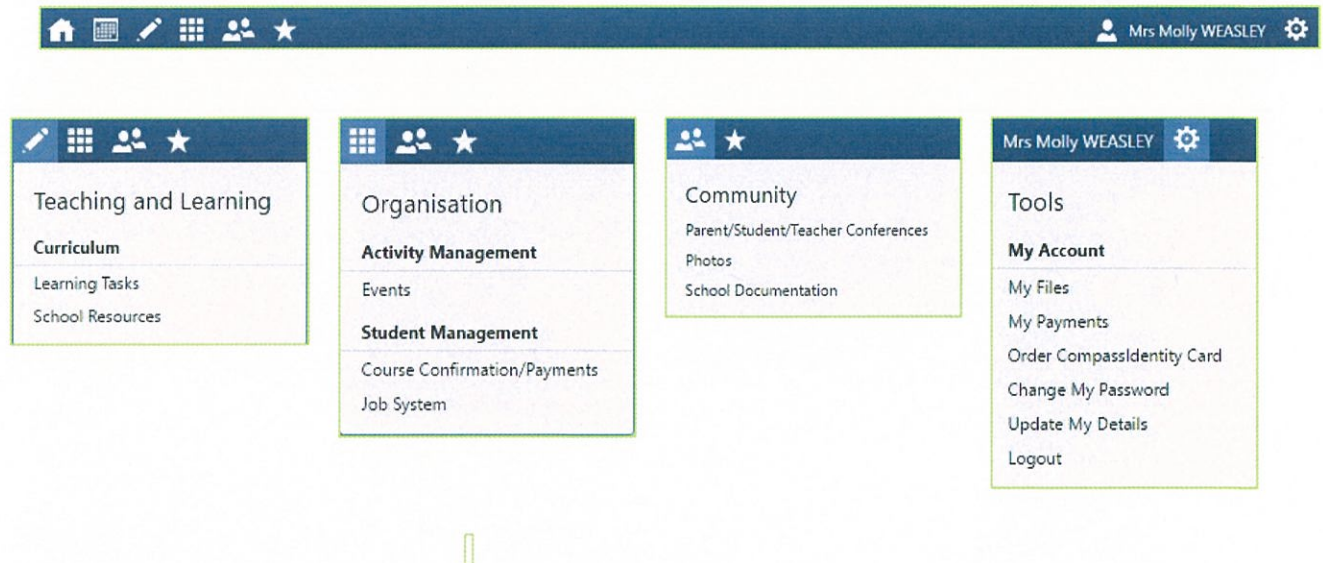 Mrs Molly WEASLEY
Teaching and Learning
Curriculum
Learning Tasks
School Resources
Organisation
Activity Management
Events
Student Management
Course Confirmation/Payments
Job System
Community
Parent/Student/Teacher Conferences
Photos
School Documentation
Mrs Molly WEASLEY
Tools
My Account
My Files
My Payments
Order CompassIdentity Card
Change My Password
Update My Details
Logout